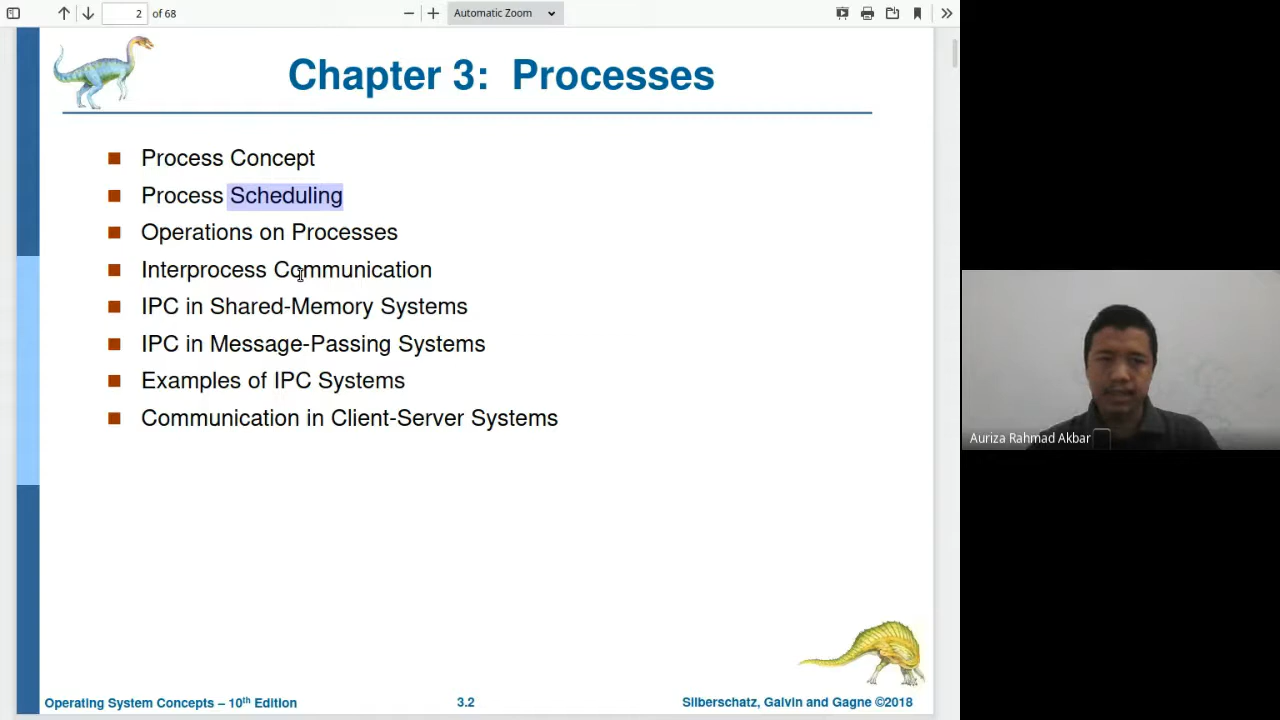 2 of 68 Automatic Zoom
Chapter 3: Processes
Process Concept
Process Scheduling
Operations on Processes
Interprocess Communication
IPC in Shared-Memory Systems
IPC in Message-Passing Systems
Examples of IPC Systems
Communication in Client-Server Systems
Auriza Rahmad Akbar
Operating System Concepts – 10th Edition 3.2 Silberschatz, Galvin and Gagne ©2018